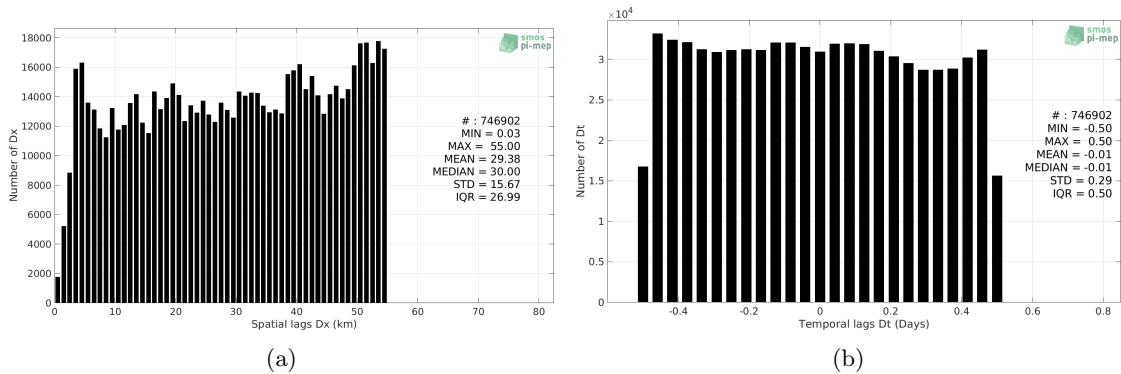 18000
16000
14000
12000
10000
8000
6000
4000
2000
0
Number of Dx
0 10 20 30 40 50 60 70 80
Spatial lags Dx (km)
smos
pi-mep
# : 746902
MIN = 0.03
MAX = 55.00
MEAN = 29.38
MEDIAN = 30.00
STD = 15.67
IQR = 26.99
(a)
×10⁴
3
2.5
2
1.5
1
0.5
0
Number of Dt
-0.4 -0.2 0 0.2 0.4 0.6 0.8
Temporal lags Dt (Days)
smos
pi-mep
# : 746902
MIN = -0.50
MAX = 0.50
MEAN = -0.01
MEDIAN = -0.01
STD = 0.29
IQR = 0.50
(b)